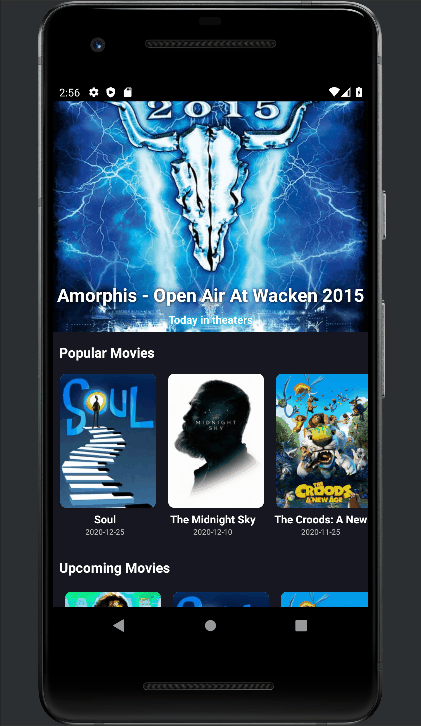 2:56
2015
Amorphis - Open Air At Wacken 2015
Today in theaters
Popular Movies
SOUL
THE
MIDNIGHT
SKY
THE
CROODS
A NEW AGE
Soul
The Midnight Sky
The Croods: A New
2020-12-25
2020-12-10
2020-11-25
Upcoming Movies